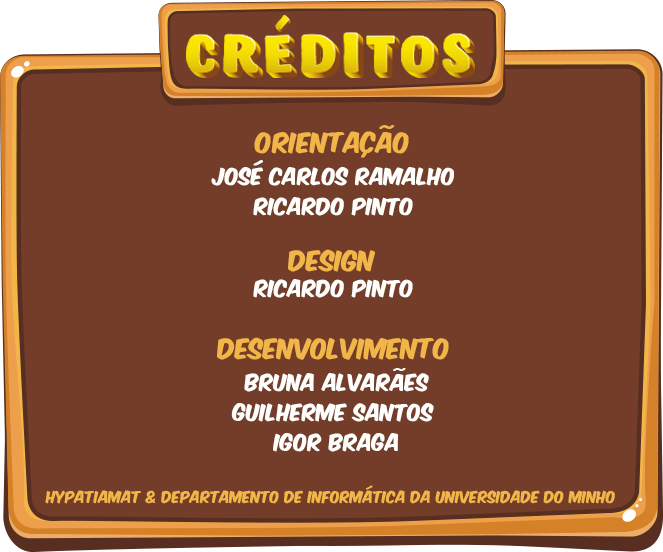 CRÉDITOS
ORIENTAÇÃO
JOSÉ CARLOS RAMALHO
RICARDO PINTO
DESIGN
RICARDO PINTO
DESENVOLVIMENTO
BRUNA ALVARÃES
GUILHERME SANTOS
IGOR BRAGA
HYPATIAMAT & DEPARTAMENTO DE INFORMÁTICA DA UNIVERSIDADE DO MINHO